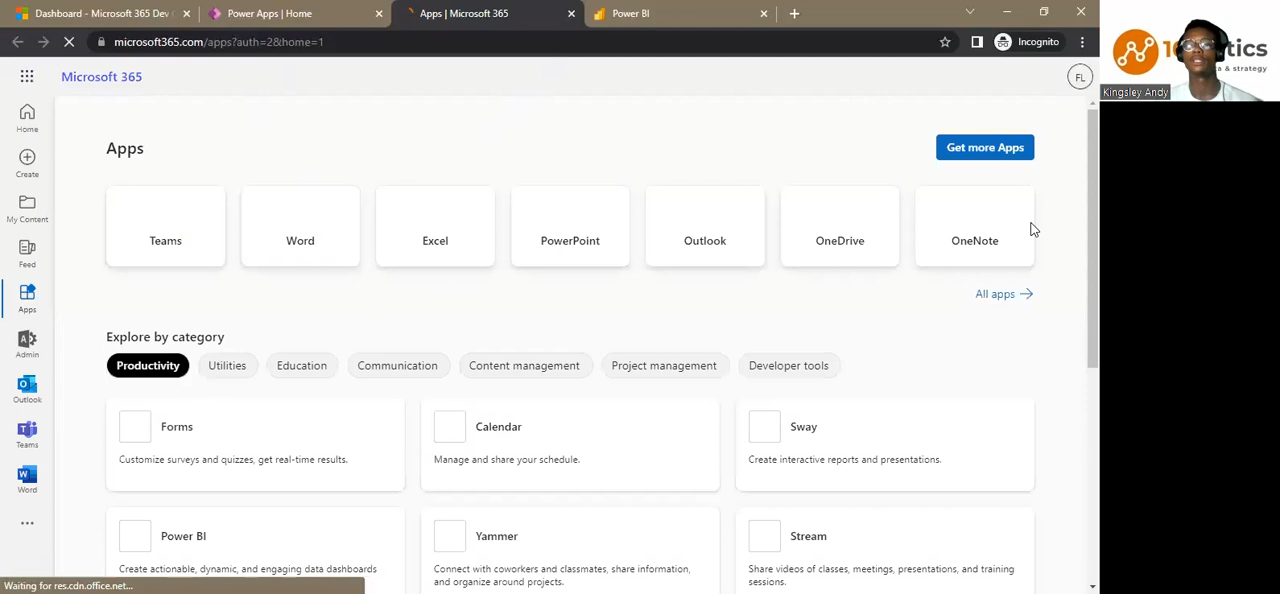 Dashboard - Microsoft 365 Dev
Power Apps | Home
Apps | Microsoft 365
Power BI
microsoft365.com/apps?auth=2&home=1
Incognito
Microsoft 365
FL
Kingsley Andy
Home
Create
My Content
Feed
Apps
Admin
Outlook
Teams
Word
Apps
Get more Apps
Teams
Word
Excel
PowerPoint
Outlook
OneDrive
OneNote
All apps
Explore by category
Productivity
Utilities
Education
Communication
Content management
Project management
Developer tools
Forms
Customize surveys and quizzes, get real-time results.
Calendar
Manage and share your schedule.
Sway
Create interactive reports and presentations.
Power BI
Create actionable, dynamic, and engaging data dashboards
Yammer
Connect with coworkers and classmates, share information,
and organize around projects.
Stream
Share videos of classes, meetings, presentations, and training
sessions.
Waiting for res.cdn.office.net...